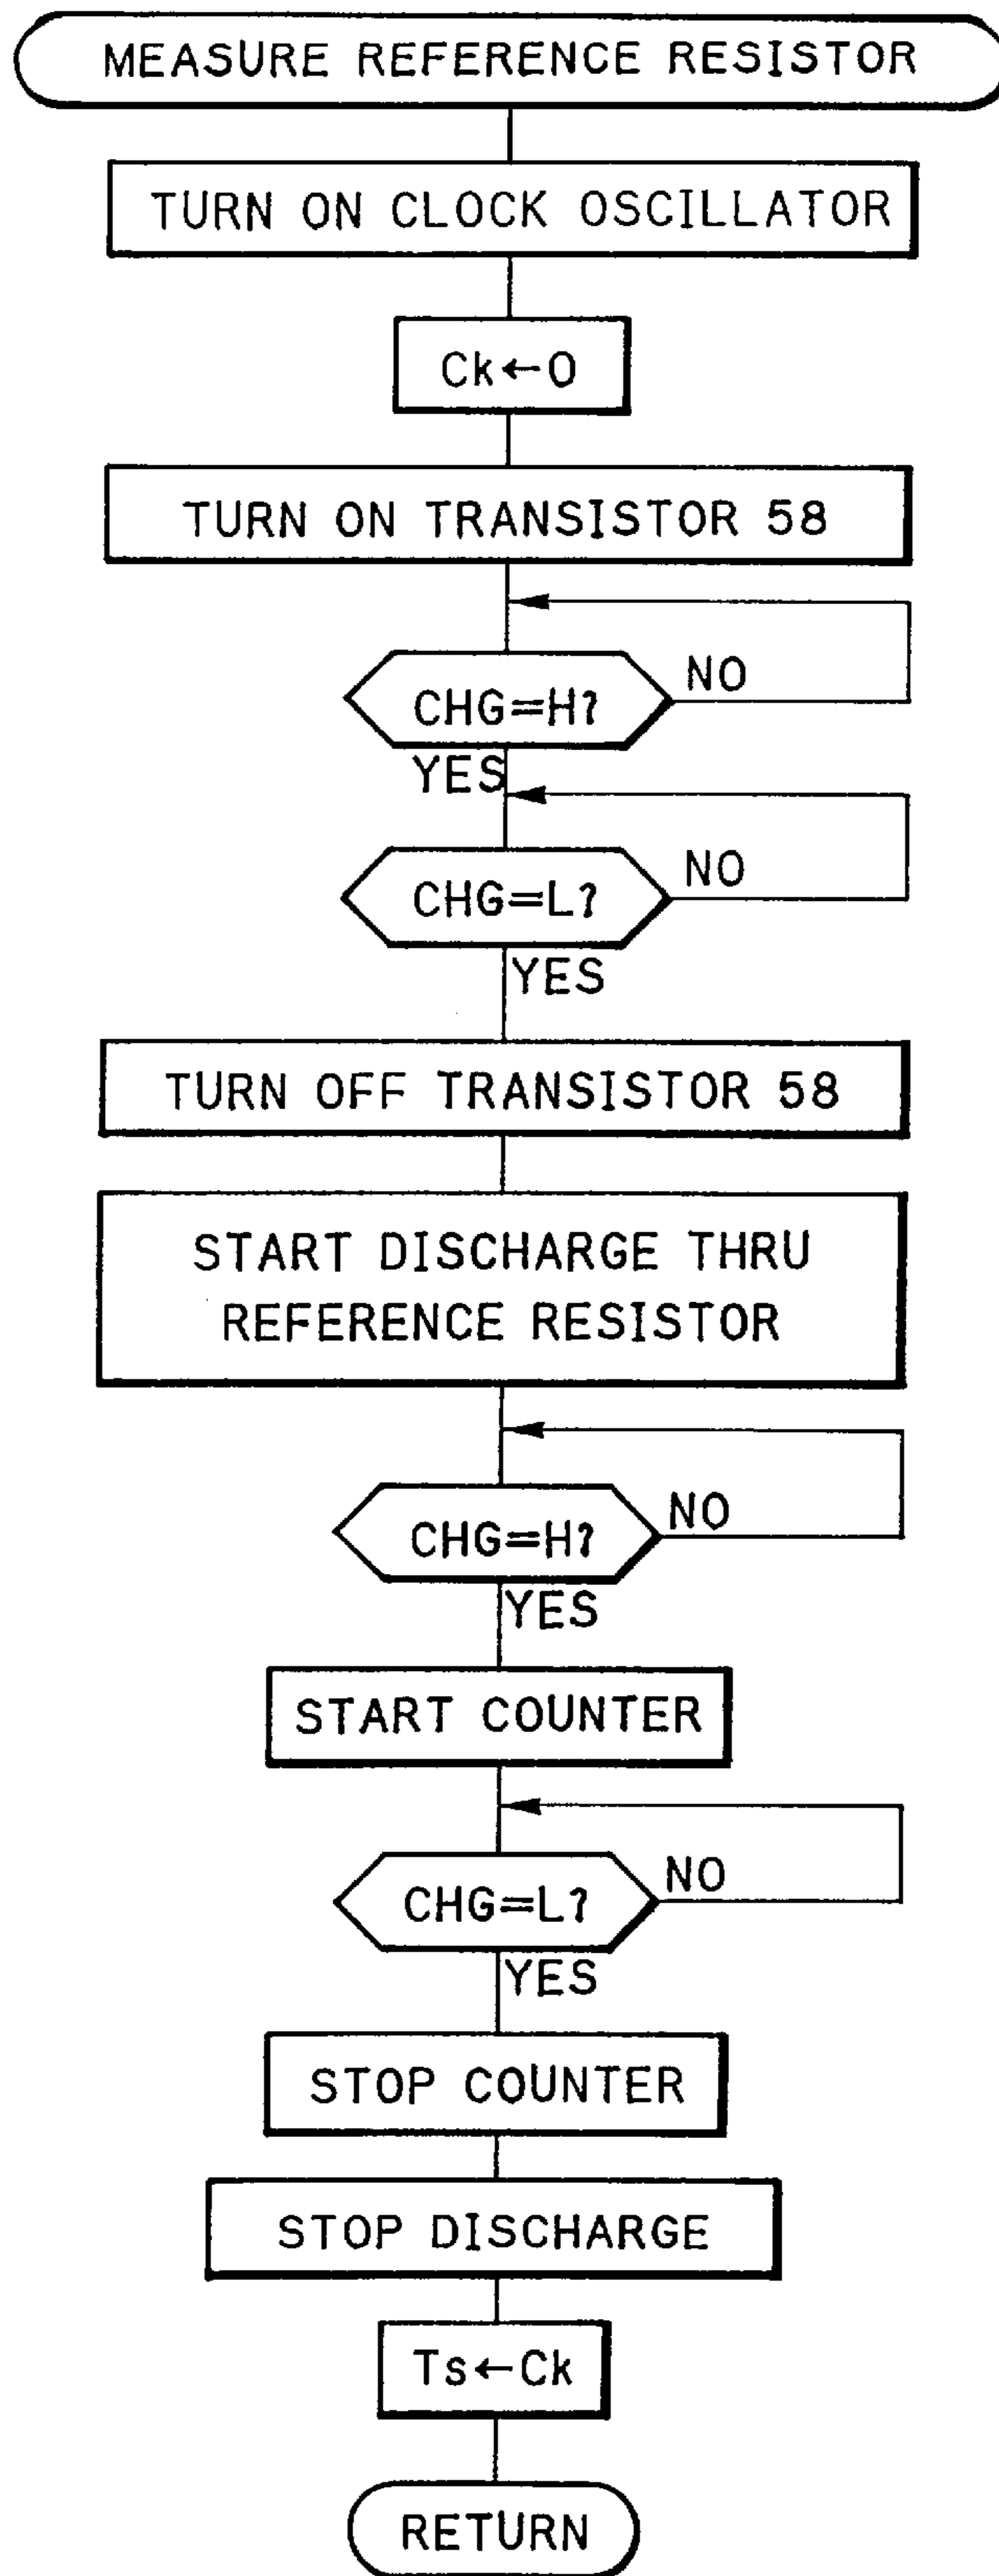 MEASURE REFERENCE RESISTOR
TURN ON CLOCK OSCILLATOR
Ck←0
TURN ON TRANSISTOR 58
NO
CHG=H?
YES
NO
CHG=L?
YES
TURN OFF TRANSISTOR 58
START DISCHARGE THRU
REFERENCE RESISTOR
NO
CHG=H?
YES
START COUNTER
NO
CHG=L?
YES
STOP COUNTER
STOP DISCHARGE
Ts←Ck
RETURN